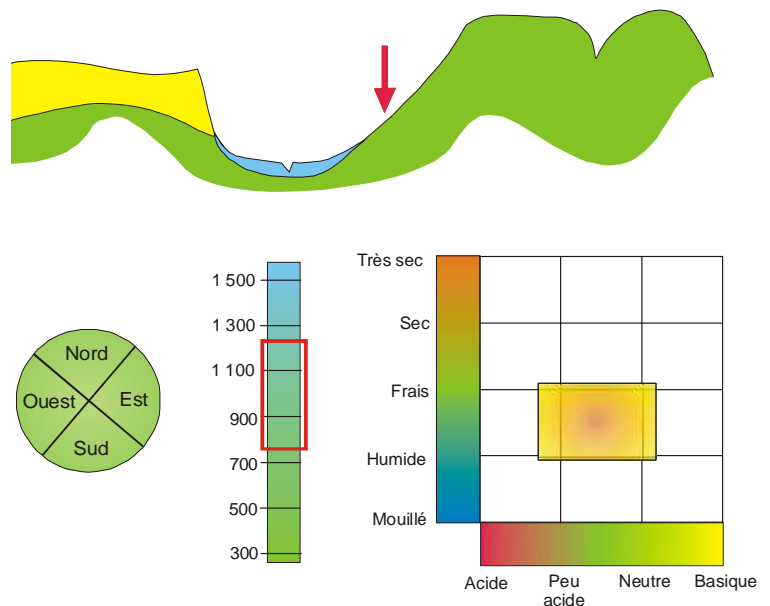 Nord
Ouest
Est
Sud
1 500
1 300
1 100
900
700
500
300
Très sec
Sec
Frais
Humide
Mouillé
Acide
Peu
acide
Neutre
Basique